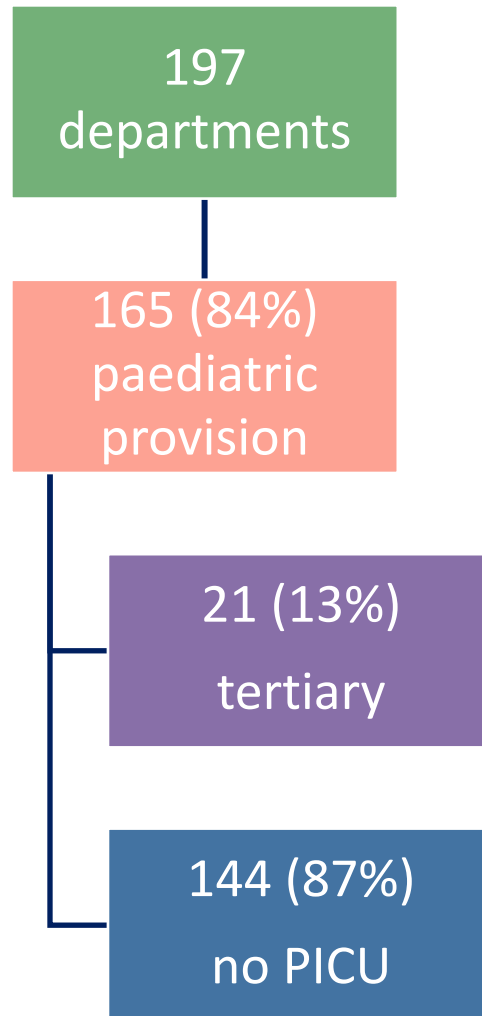 197
departments
165 (84%)
paediatric
provision
21 (13%)
tertiary
144 (87%)
no PICU